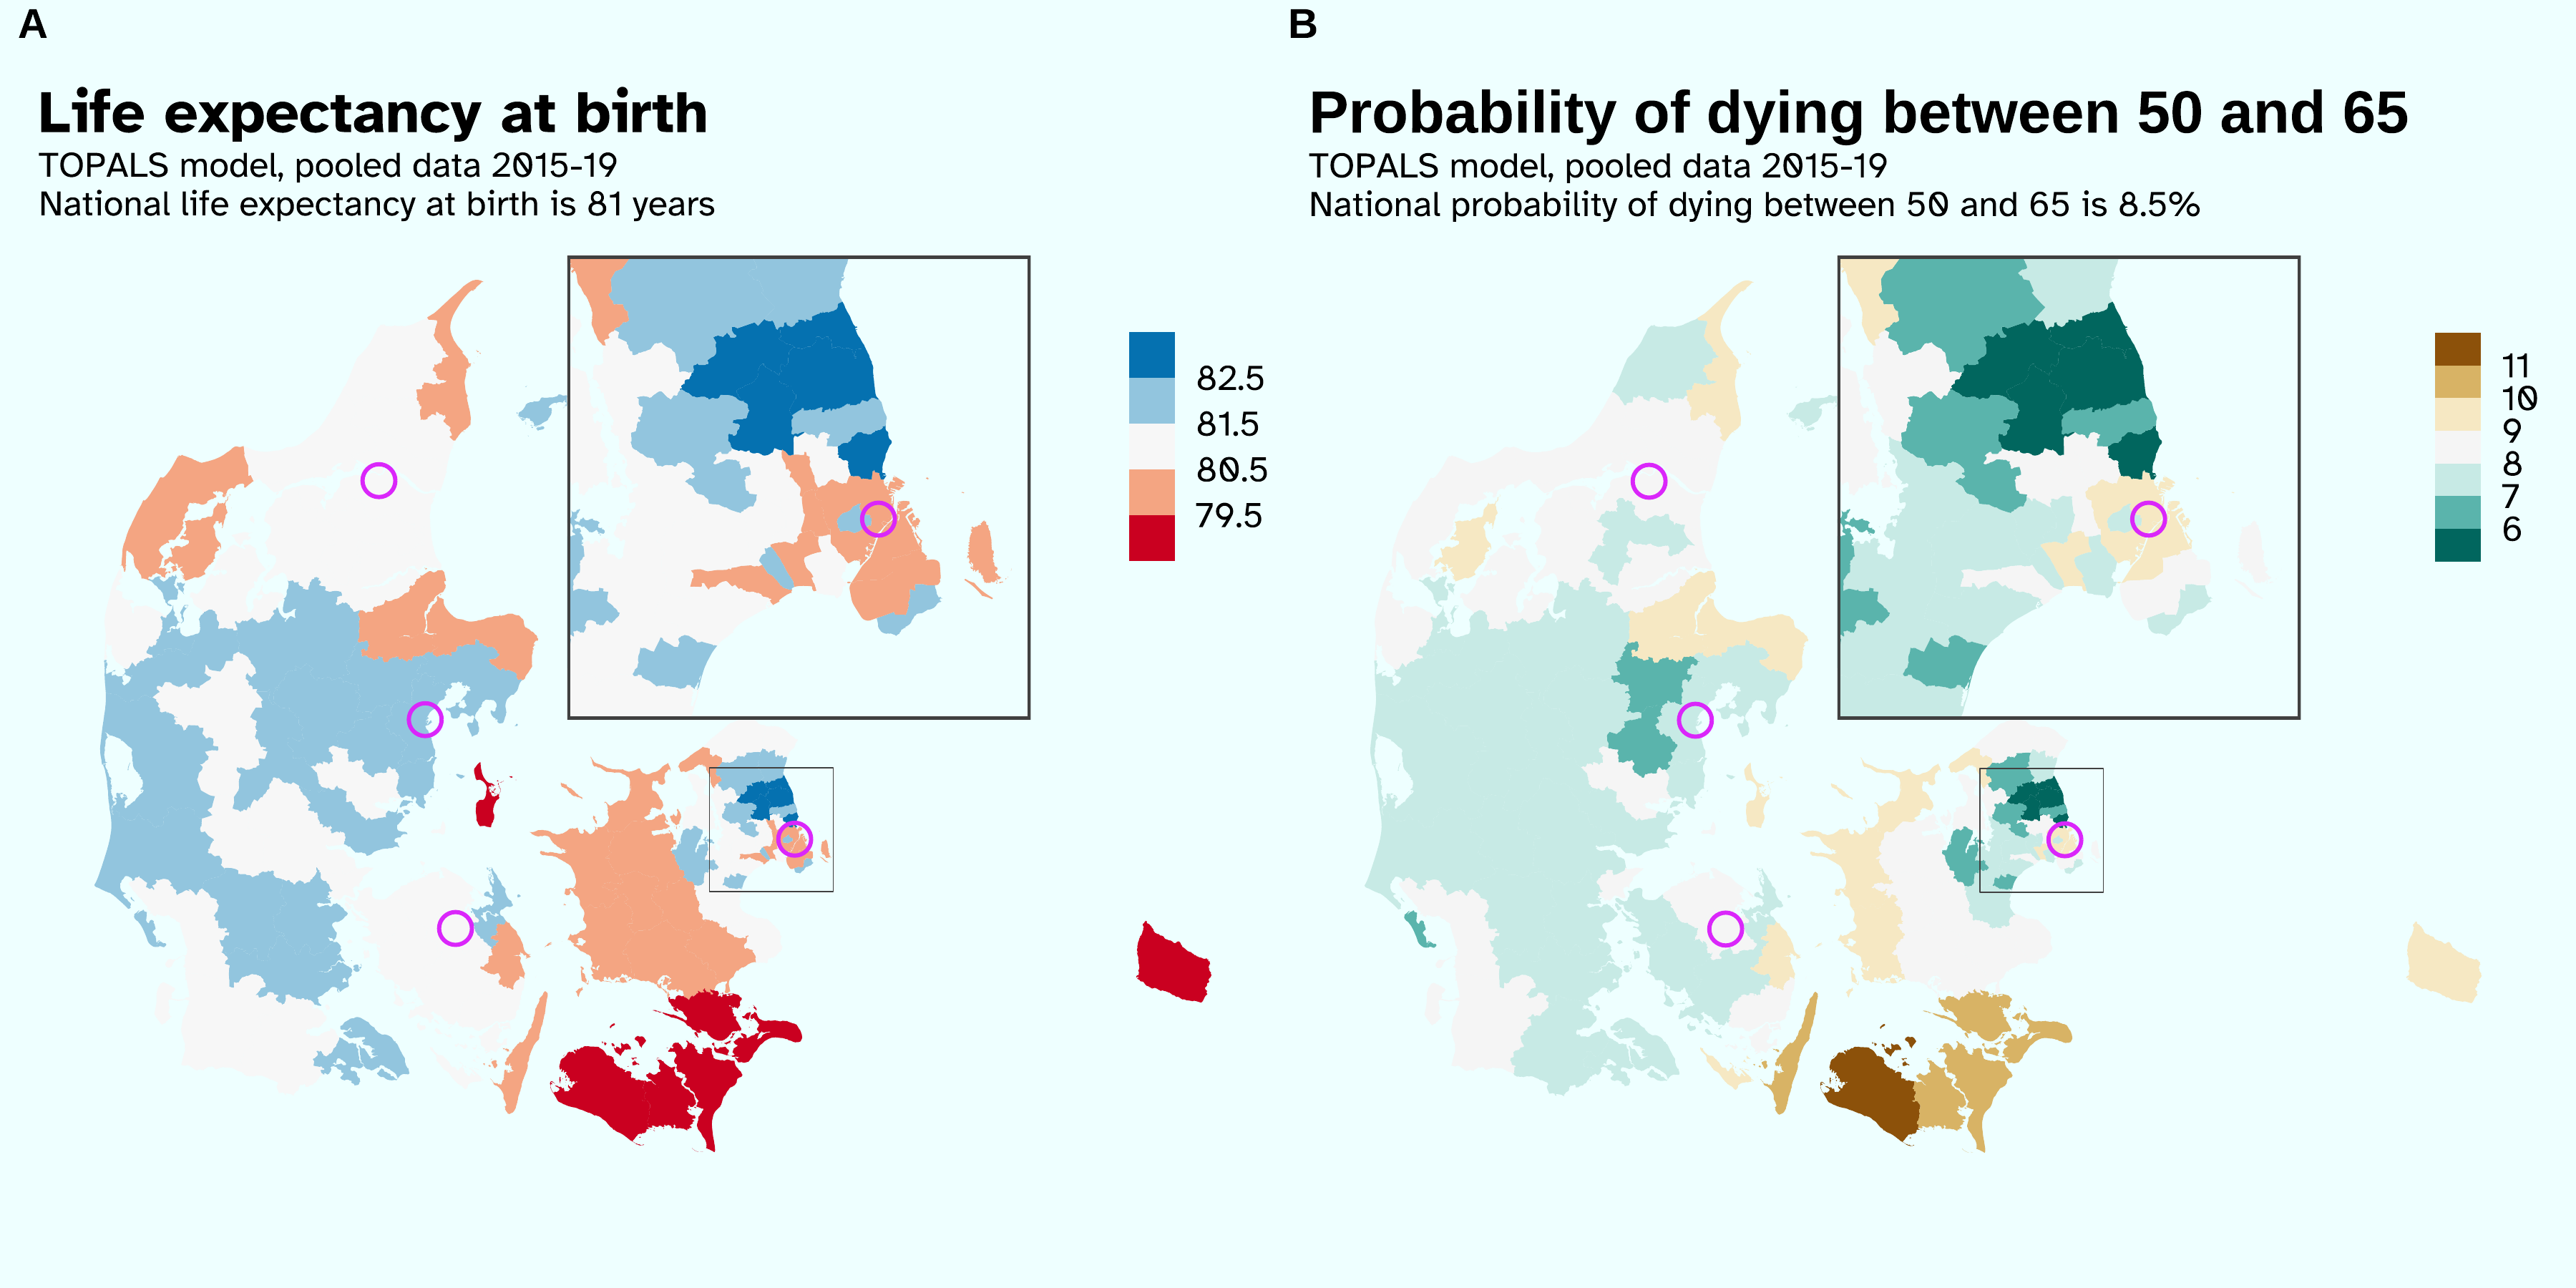 A
Life expectancy at birth
TOPALS model, pooled data 2015-19
National life expectancy at birth is 81 years
82.5
81.5
80.5
79.5
B
Probability of dying between 50 and 65
TOPALS model, pooled data 2015-19
National probability of dying between 50 and 65 is 8.5%
11
10
9
8
7
6